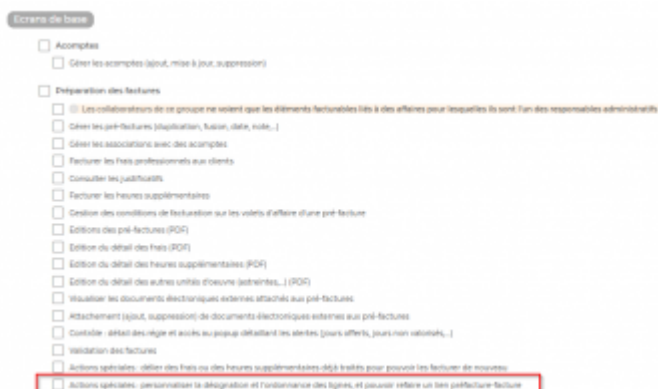 Ecrans de base
Acomptes
Gérer les acomptes (ajout, mise à jour, suppression)
Préparation des factures
Les collaborateurs de ce groupe ne voient que les éléments facturables liés à des affaires pour lesquelles ils sont l'un des responsables administratifs
Gérer les pré-factures (duplication, fusion, date, note,..)
Gérer les associations avec des acomptes
Facturer les frais professionnels aux clients
Consulter les justificatifs
Facturer les heures supplémentaires
Gestion des conditions de facturation sur les volets d'affaire d'une pré-facture
Editions des pré-factures (PDF)
Edition du détail des frais (PDF)
Edition du détail des heures supplémentaires (PDF)
Edition du détail des autres unités d'oeuvre (astreintes,..) (PDF)
Visualiser les documents électroniques externes attachés aux pré-factures
Attachement (ajout, suppression) de documents électroniques externes aux pré-factures
Contrôle : détail des régie et accès au popup détaillant les alertes (jours offerts, jours non valorisés,..)
Validation des factures
Actions spéciales : délier des frais ou des heures supplémentaires déjà traités pour pouvoir les facturer de nouveau
Actions spéciales : personnaliser la désignation et l'ordonnance des lignes, et pouvoir refaire un lien préfacture-facture